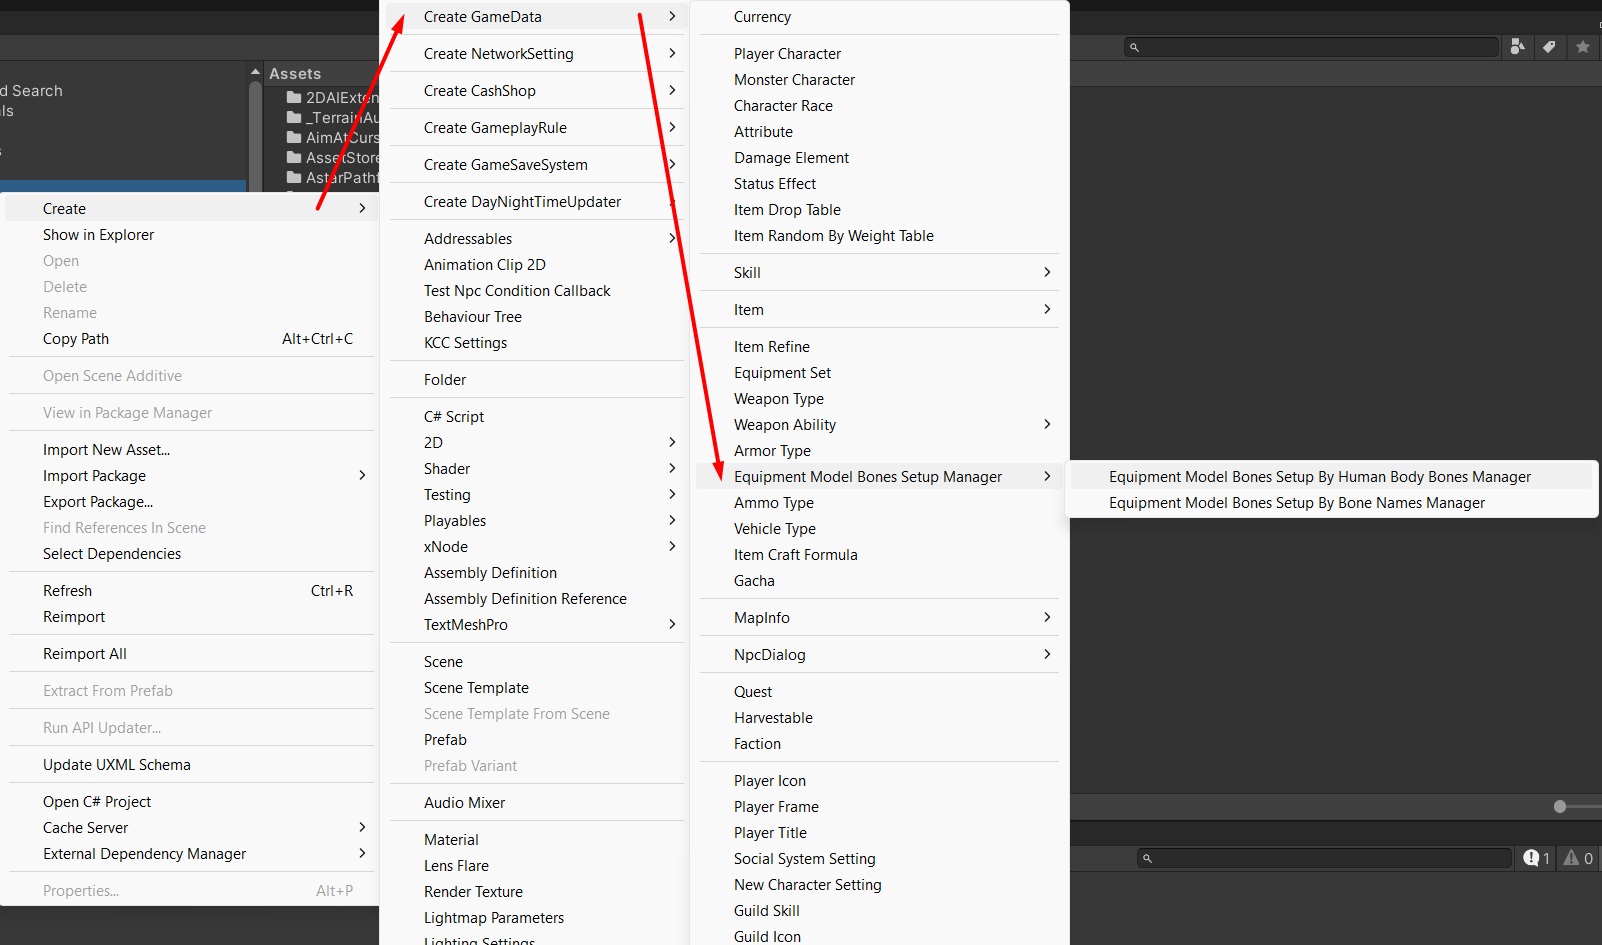 d Search
ls
s
Assets
2DAIExten
_TerrainAu
AimAtCurs
AssetStore
AstarPathf
Create
Show in Explorer
Open
Delete
Rename
Copy Path Alt+Ctrl+C
Open Scene Additive
View in Package Manager
Import New Asset...
Import Package
Export Package...
Find References In Scene
Select Dependencies
Refresh Ctrl+R
Reimport
Reimport All
Extract From Prefab
Run API Updater...
Update UXML Schema
Open C# Project
Cache Server
External Dependency Manager
Properties... Alt+P
Create GameData
Create NetworkSetting
Create CashShop
Create GameplayRule
Create GameSaveSystem
Create DayNightTimeUpdater
Addressables
Animation Clip 2D
Test Npc Condition Callback
Behaviour Tree
KCC Settings
Folder
C# Script
2D
Shader
Testing
Playables
xNode
Assembly Definition
Assembly Definition Reference
TextMeshPro
Scene
Scene Template
Scene Template From Scene
Prefab
Prefab Variant
Audio Mixer
Material
Lens Flare
Render Texture
Lightmap Parameters
Lighting Settings
Currency
Player Character
Monster Character
Character Race
Attribute
Damage Element
Status Effect
Item Drop Table
Item Random By Weight Table
Skill
Item
Item Refine
Equipment Set
Weapon Type
Weapon Ability
Armor Type
Equipment Model Bones Setup Manager
Ammo Type
Vehicle Type
Item Craft Formula
Gacha
MapInfo
NpcDialog
Quest
Harvestable
Faction
Player Icon
Player Frame
Player Title
Social System Setting
New Character Setting
Guild Skill
Guild Icon
Equipment Model Bones Setup By Human Body Bones Manager
Equipment Model Bones Setup By Bone Names Manager
1 0